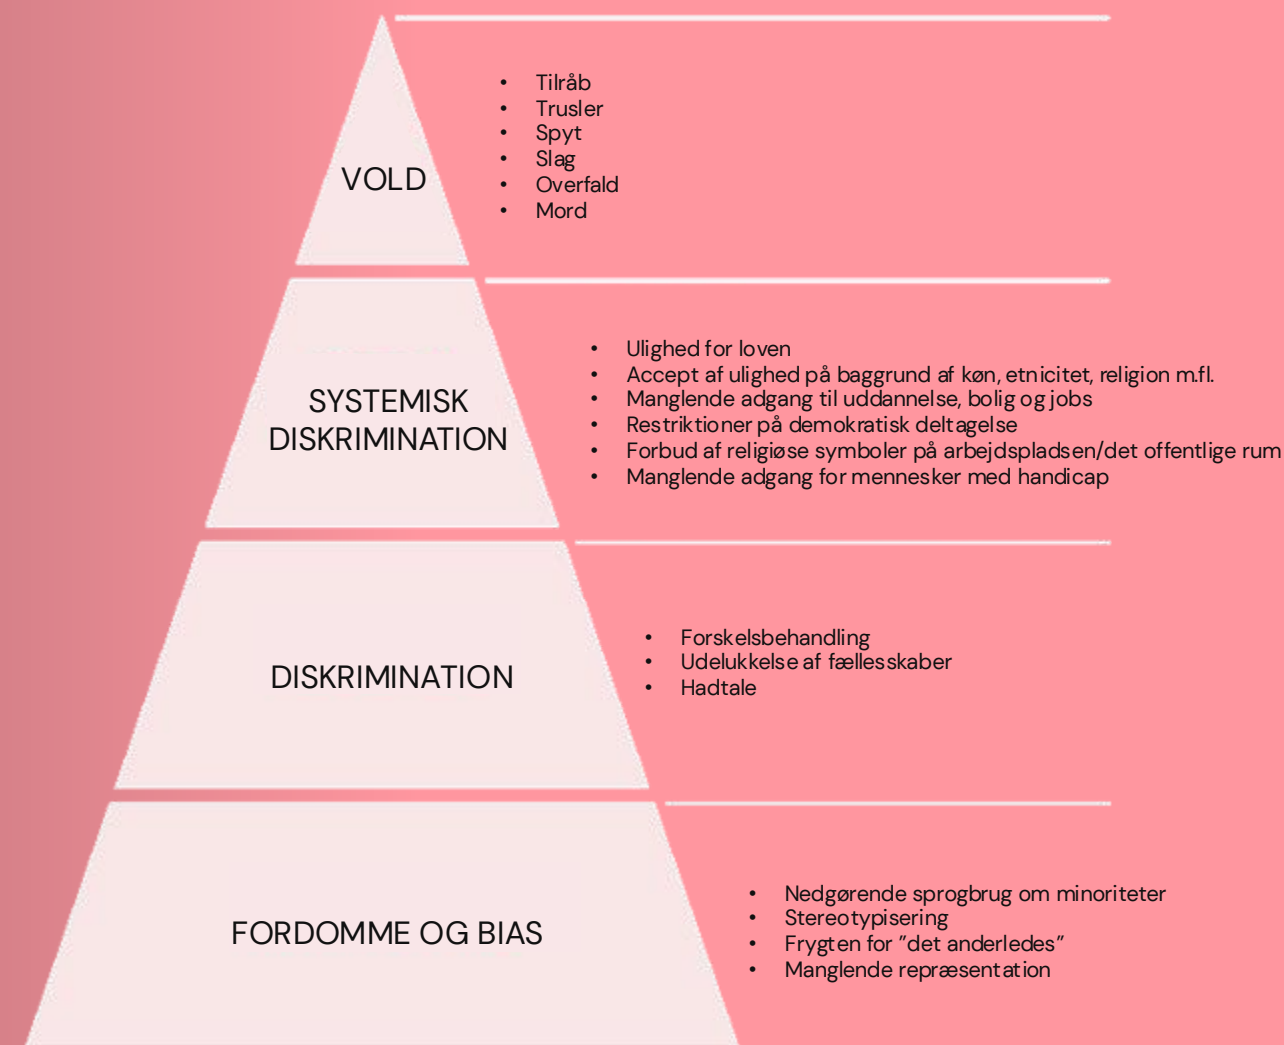 • Tilråb
• Trusler
• Spyt
• Slag
• Overfald
• Mord
VOLD
• Ulighed for loven
• Accept af ulighed på baggrund af køn, etnicitet, religion m.fl.
• Manglende adgang til uddannelse, bolig og jobs
• Restriktioner på demokratisk deltagelse
• Forbud af religiøse symboler på arbejdspladsen/det offentlige rum
• Manglende adgang for mennesker med handicap
SYSTEMISK
DISKRIMINATION
• Forskelsbehandling
• Udelukkelse af fællesskaber
• Hadtale
DISKRIMINATION
• Nedgørende sprogbrug om minoriteter
• Stereotypisering
• Frygten for ”det anderledes”
• Manglende repræsentation
FORDOMME OG BIAS